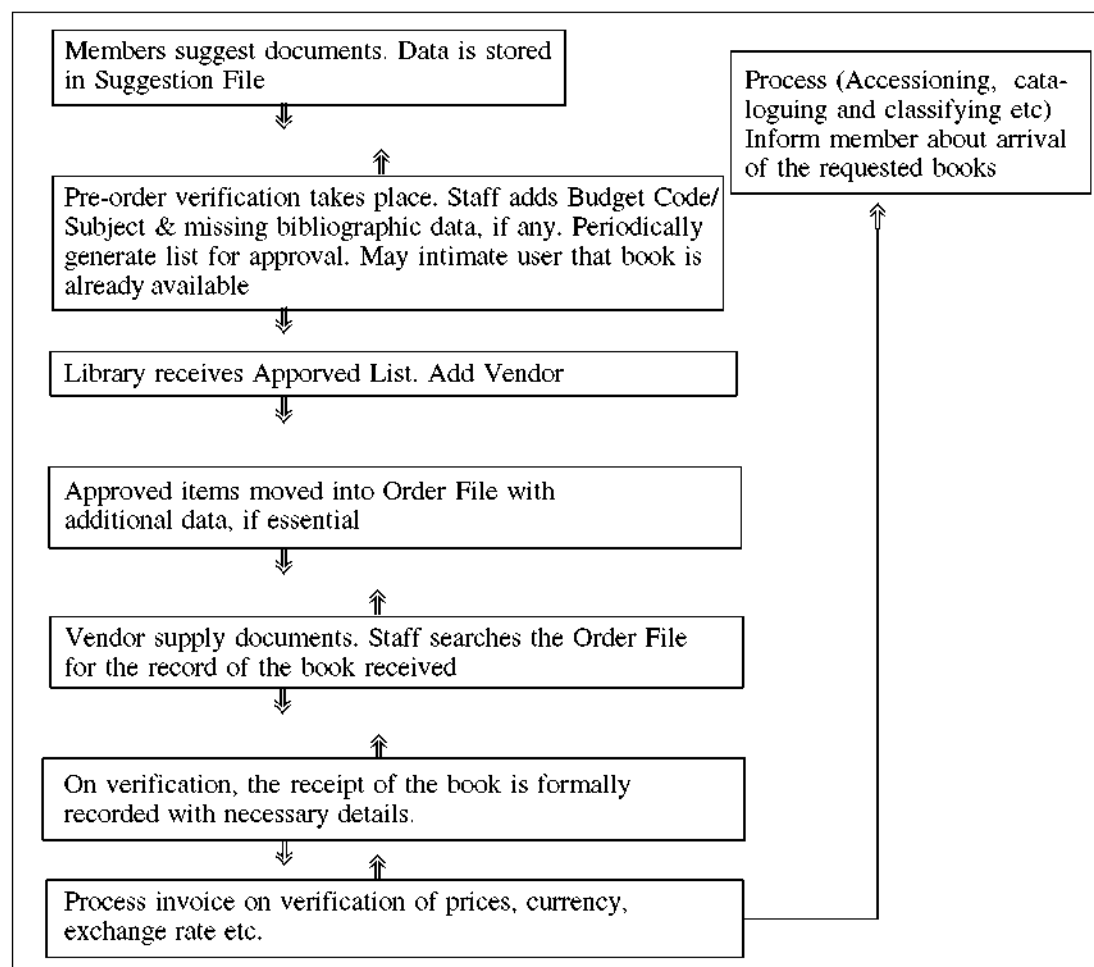 Members suggest documents. Data is stored
in Suggestion File
Pre-order verification takes place. Staff adds Budget Code/
Subject & missing bibliographic data, if any. Periodically
generate list for approval. May intimate user that book is
already available
Library receives Apporved List. Add Vendor
Approved items moved into Order File with
additional data, if essential
Vendor supply documents. Staff searches the Order File
for the record of the book received
On verification, the receipt of the book is formally
recorded with necessary details.
Process invoice on verification of prices, currency,
exchange rate etc.
Process (Accessioning, cata-
loguing and classifying etc)
Inform member about arrival
of the requested books